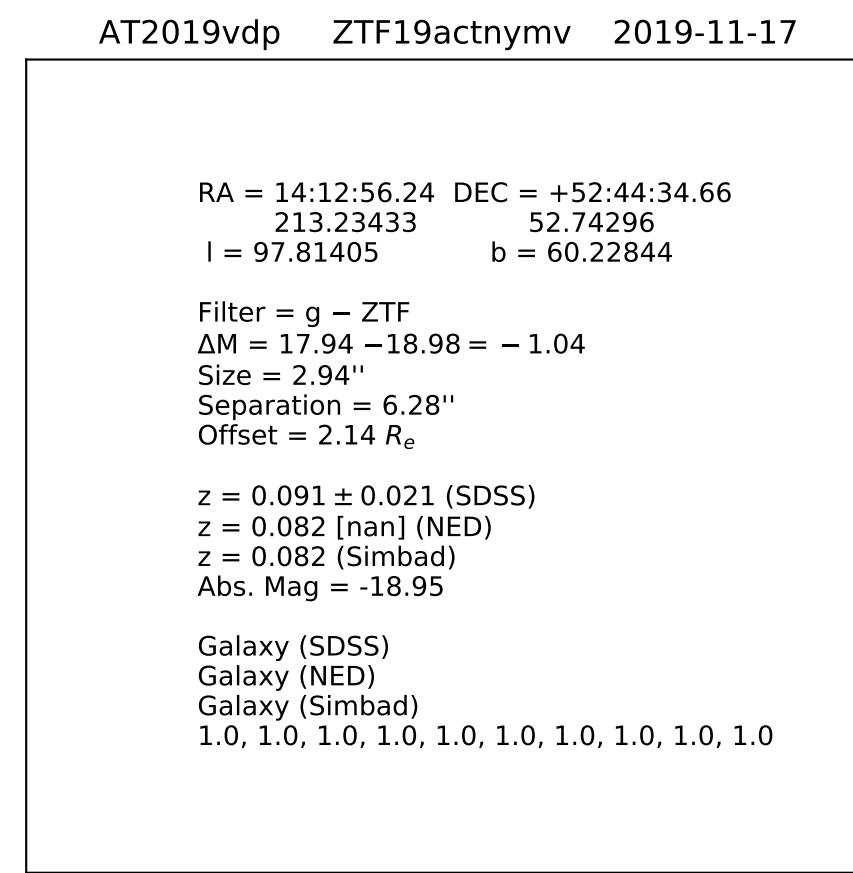 AT2019vdp ZTF19actnymv 2019-11-17
RA = 14:12:56.24 DEC = +52:44:34.66
213.23433 52.74296
l = 97.81405 b = 60.22844
Filter = g − ZTF
ΔM = 17.94 −18.98 = − 1.04
Size = 2.94''
Separation = 6.28''
Offset = 2.14 Rₑ
z = 0.091 ± 0.021 (SDSS)
z = 0.082 [nan] (NED)
z = 0.082 (Simbad)
Abs. Mag = -18.95
Galaxy (SDSS)
Galaxy (NED)
Galaxy (Simbad)
1.0, 1.0, 1.0, 1.0, 1.0, 1.0, 1.0, 1.0, 1.0, 1.0